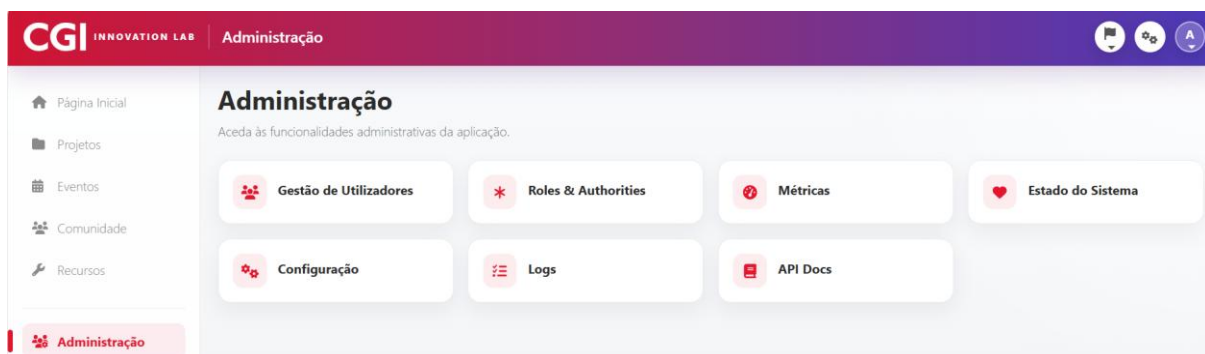 CGI INNOVATION LAB Administração A
Página Inicial
Projetos
Eventos
Comunidade
Recursos
Administração
Administração
Aceda às funcionalidades administrativas da aplicação.
Gestão de Utilizadores
Roles & Authorities
Métricas
Estado do Sistema
Configuração
Logs
API Docs